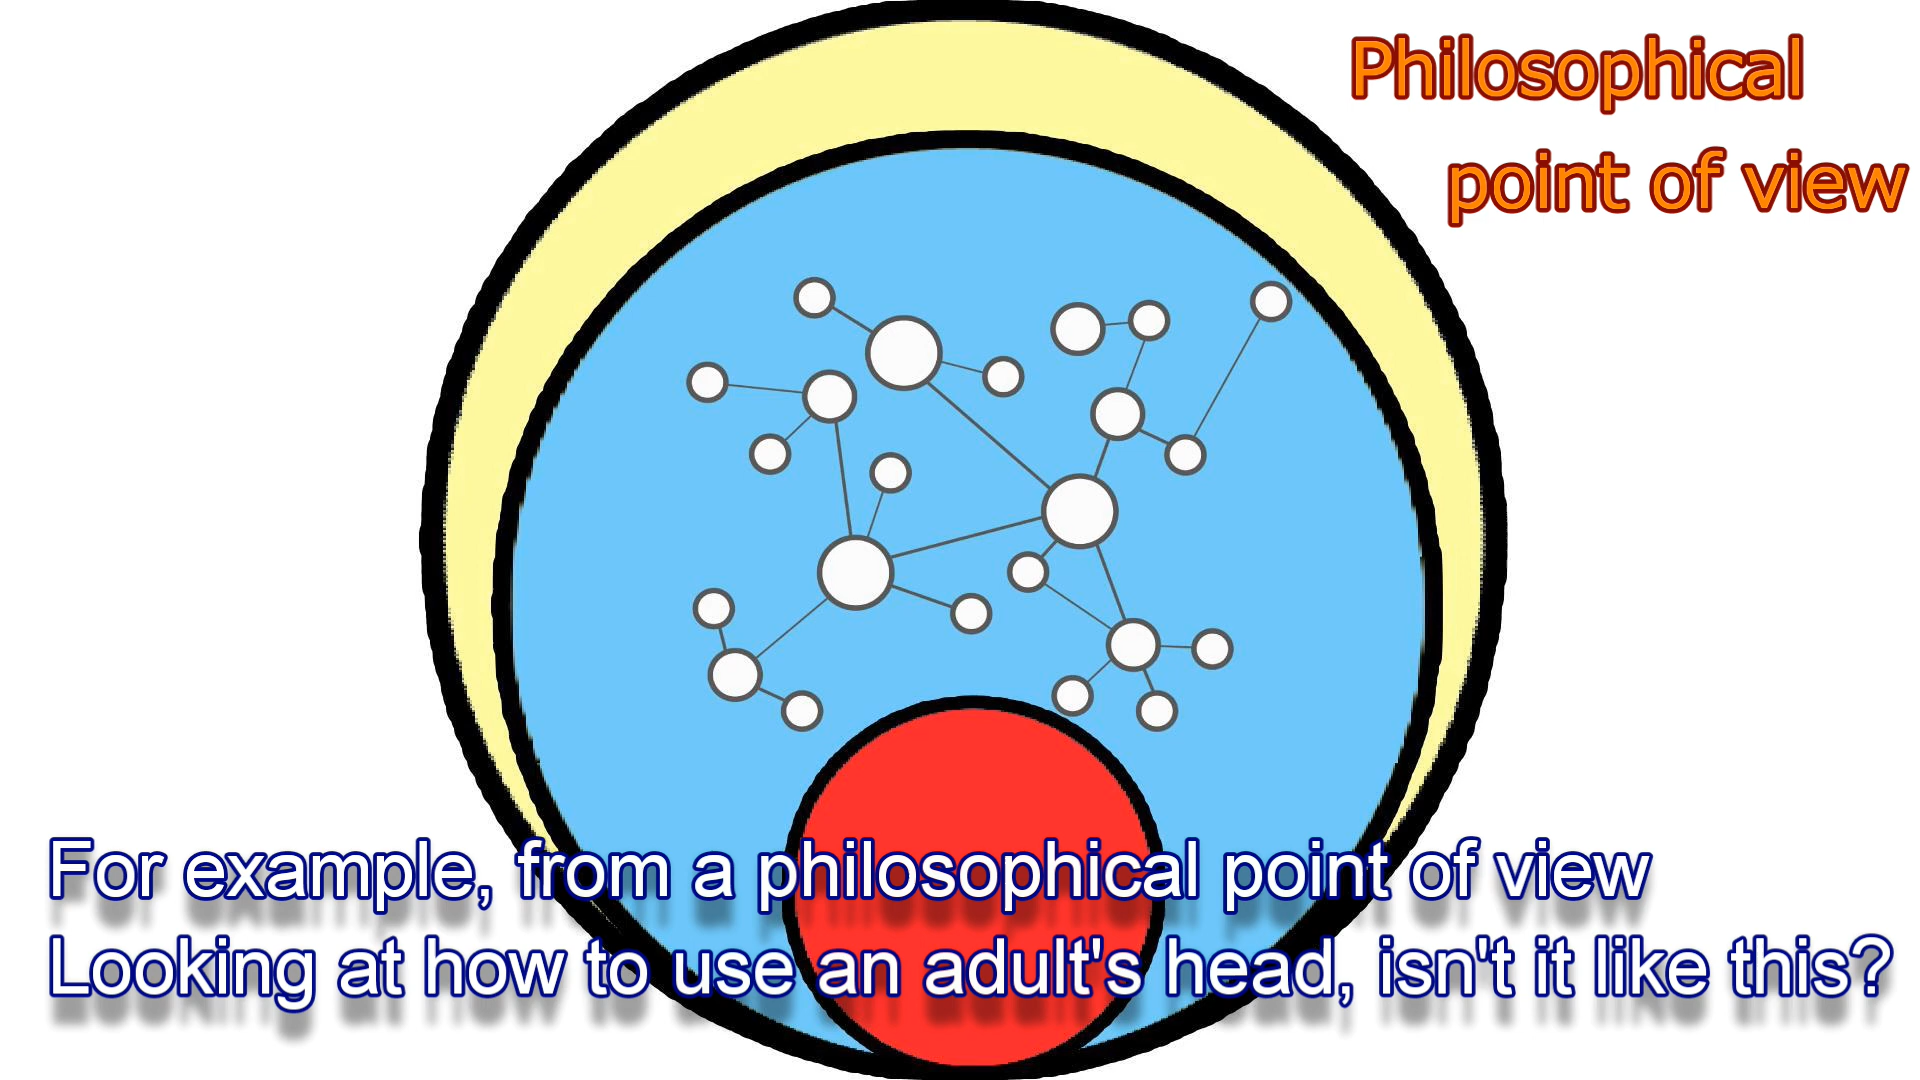 Philosophical
point of view
For example, from a philosophical point of view
Looking at how to use an adult's head, isn't it like this?